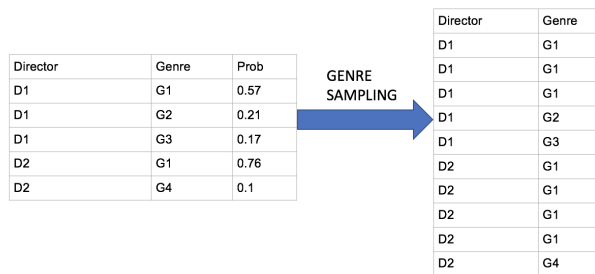 Director Genre Prob
D1 G1 0.57
D1 G2 0.21
D1 G3 0.17
D2 G1 0.76
D2 G4 0.1
GENRE
SAMPLING
Director Genre
D1 G1
D1 G1
D1 G1
D1 G2
D1 G3
D2 G1
D2 G1
D2 G1
D2 G1
D2 G4